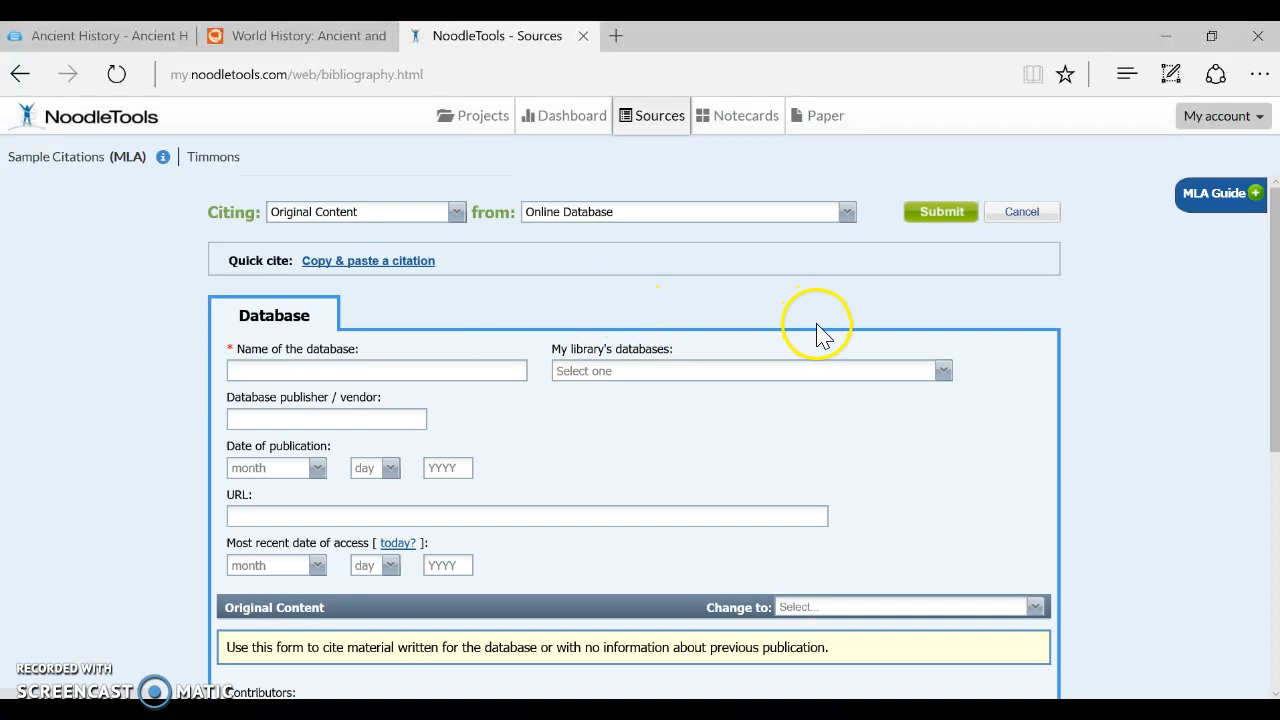 Ancient History - Ancient H
World History: Ancient and
NoodleTools - Sources
my.noodletools.com/web/bibliography.html
NoodleTools
Projects
Dashboard
Sources
Notecards
Paper
My account
Sample Citations (MLA)
Timmons
MLA Guide
Citing: Original Content from: Online Database
Submit
Cancel
Quick cite: Copy & paste a citation
Database
* Name of the database:
My library's databases:
Select one
Database publisher / vendor:
Date of publication:
month day YYYY
URL:
Most recent date of access [ today? ]:
month day YYYY
Original Content
Change to: Select...
Use this form to cite material written for the database or with no information about previous publication.
Contributors:
RECORDED WITH
SCREENCAST MATIC